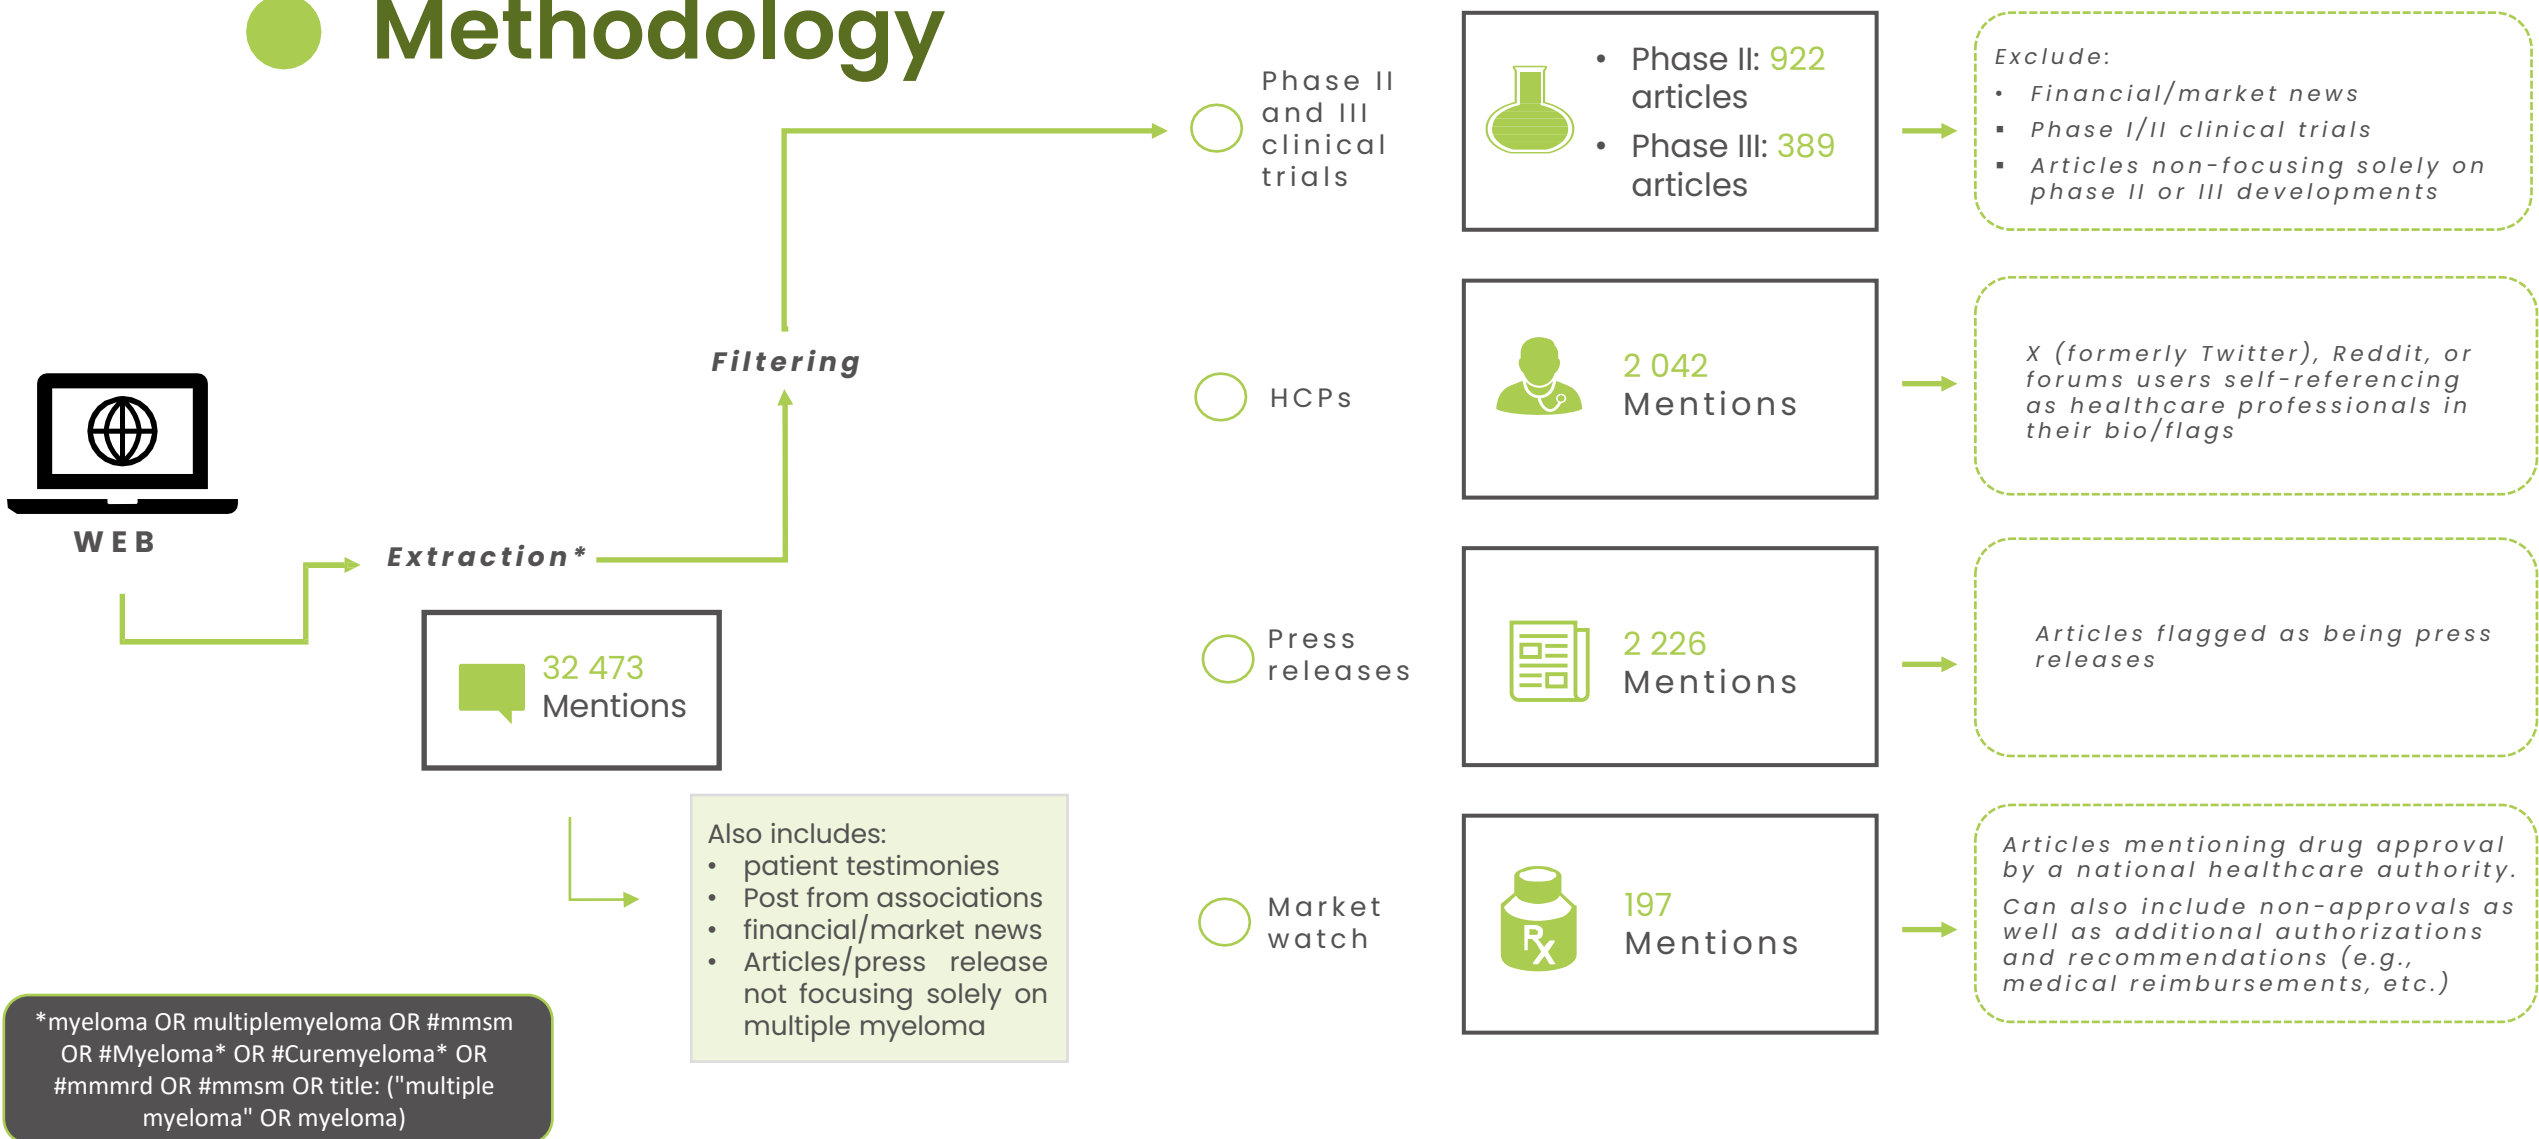 Methodology
WEB
Extraction*
32 473
Mentions
Also includes:
• patient testimonies
• Post from associations
• financial/market news
• Articles/press release
not focusing solely on
multiple myeloma
*myeloma OR multiplemyeloma OR #mmsm
OR #Myeloma* OR #Curemyeloma* OR
#mmmrd OR #mmsm OR title: ("multiple
myeloma" OR myeloma)
Filtering
Phase II
and III
clinical
trials
• Phase II: 922
articles
• Phase III: 389
articles
Exclude:
• Financial/market news
▪ Phase I/II clinical trials
▪ Articles non-focusing solely on
phase II or III developments
HCPs
2 042
Mentions
X (formerly Twitter), Reddit, or
forums users self-referencing
as healthcare professionals in
their bio/flags
Press
releases
2 226
Mentions
Articles flagged as being press
releases
Market
watch
Rx
197
Mentions
Articles mentioning drug approval
by a national healthcare authority.
Can also include non-approvals as
well as additional authorizations
and recommendations (e.g.,
medical reimbursements, etc.)